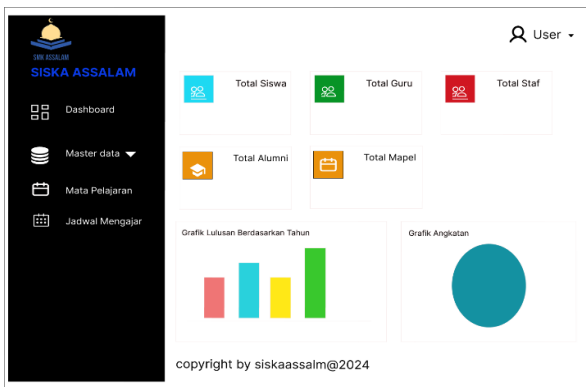 SMK ASSALAM
SISKA ASSALAM
Dashboard
Master data
Mata Pelajaran
Jadwal Mengajar
User
Total Siswa
Total Guru
Total Staf
Total Alumni
Total Mapel
Grafik Lulusan Berdasarkan Tahun
Grafik Angkatan
copyright by siskaassalm@2024